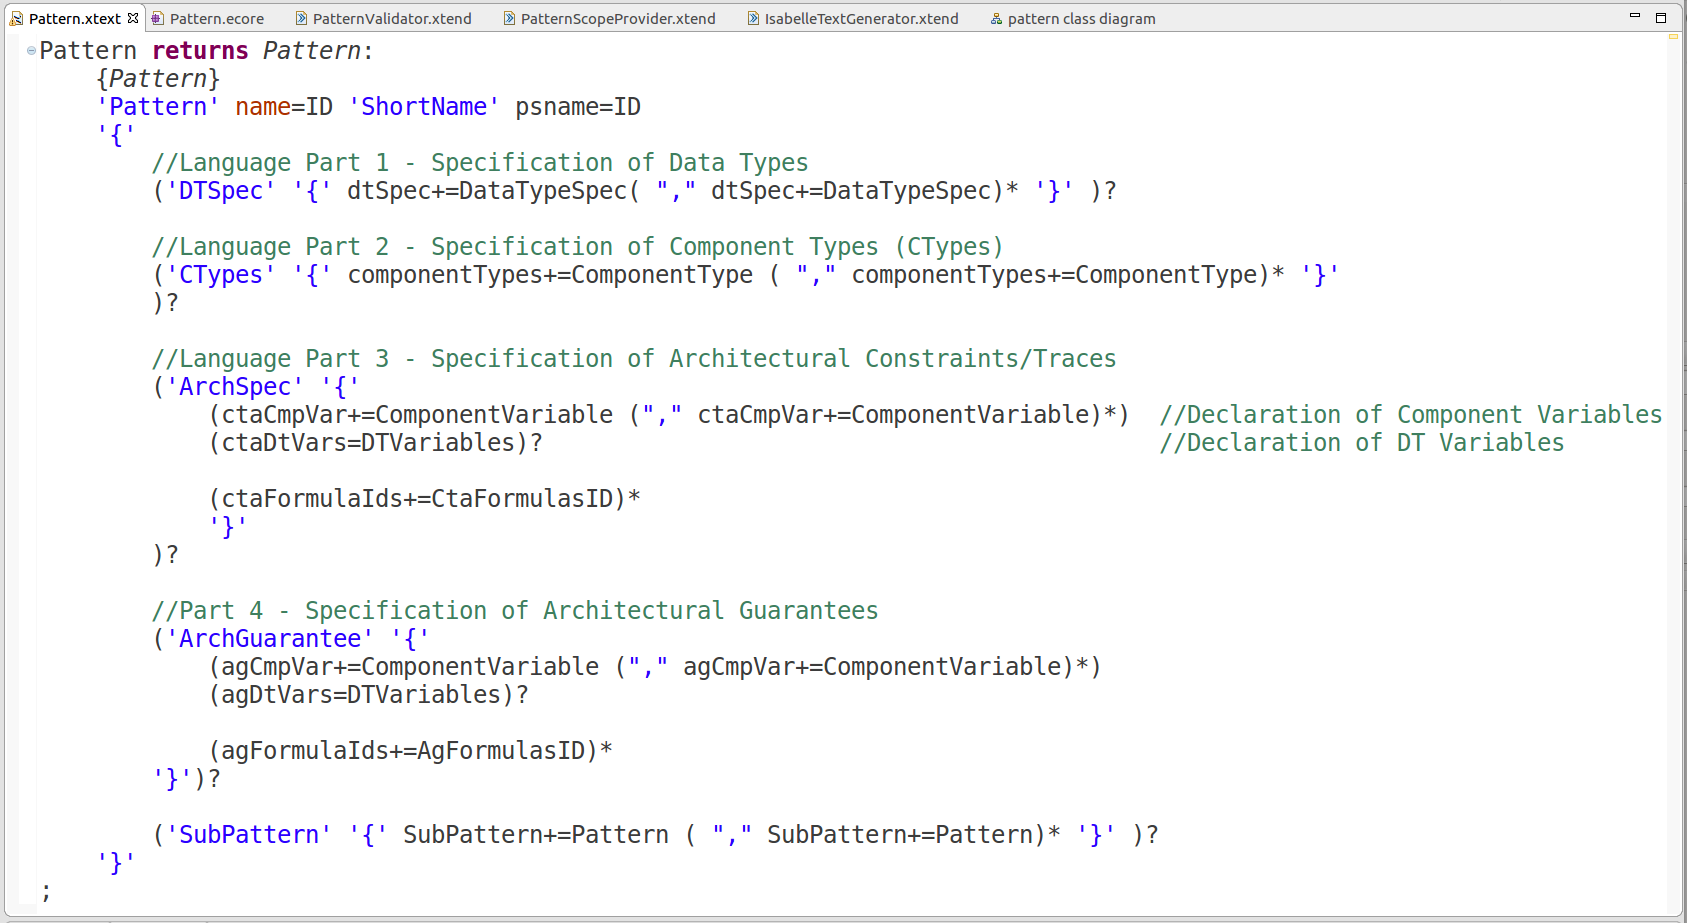 Pattern.xtext Pattern.ecore PatternValidator.xtend PatternScopeProvider.xtend IsabelleTextGenerator.xtend pattern class diagram
Pattern returns Pattern:
{Pattern}
'Pattern' name=ID 'ShortName' psname=ID
'{'
//Language Part 1 - Specification of Data Types
('DTSpec' '{' dtSpec+=DataTypeSpec( "," dtSpec+=DataTypeSpec)* '}' )?
//Language Part 2 - Specification of Component Types (CTypes)
('CTypes' '{' componentTypes+=ComponentType ( "," componentTypes+=ComponentType)* '}'
)?
//Language Part 3 - Specification of Architectural Constraints/Traces
('ArchSpec' '{'
(ctaCmpVar+=ComponentVariable ("," ctaCmpVar+=ComponentVariable)*) //Declaration of Component Variables
(ctaDtVars=DTVariables)? //Declaration of DT Variables
(ctaFormulaIds+=CtaFormulasID)*
'}'
)?
//Part 4 - Specification of Architectural Guarantees
('ArchGuarantee' '{'
(agCmpVar+=ComponentVariable ("," agCmpVar+=ComponentVariable)*)
(agDtVars=DTVariables)?
(agFormulaIds+=AgFormulasID)*
'}')?
('SubPattern' '{' SubPattern+=Pattern ( "," SubPattern+=Pattern)* '}' )?
'}'
;